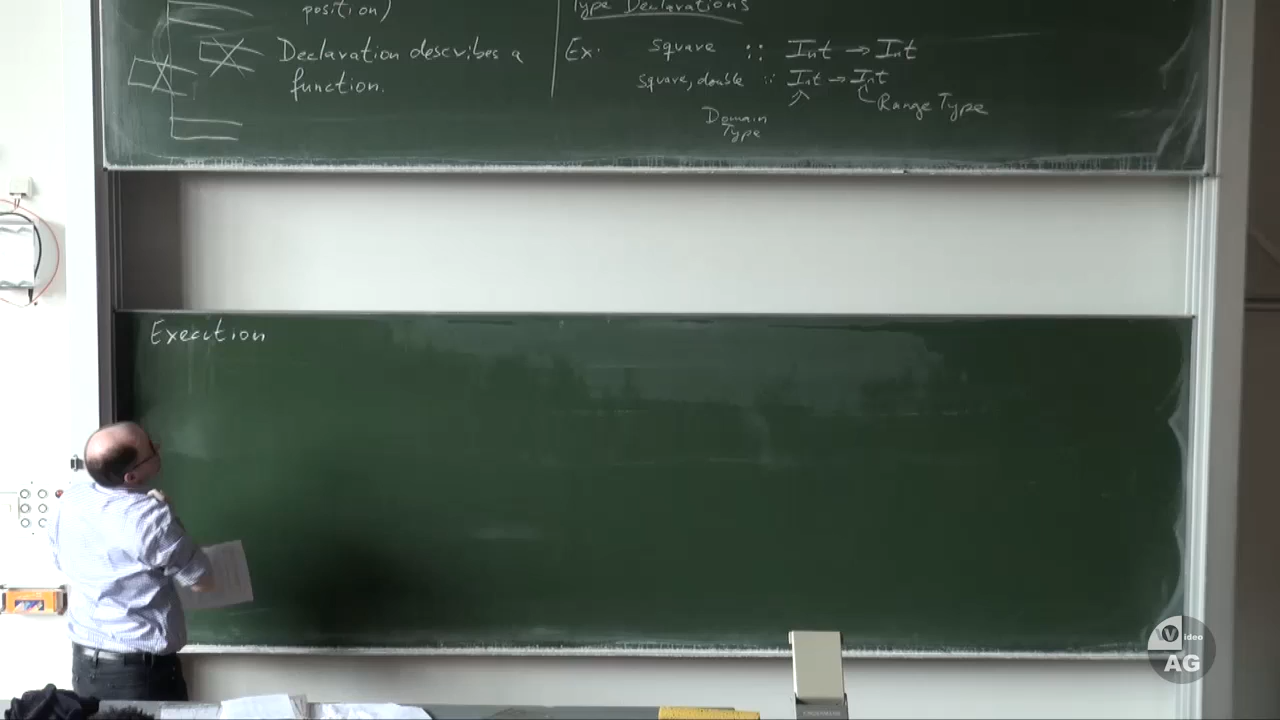 position)
Declaration describes a
function.
Type Declarations
Ex. square :: Int → Int
square, double :: Int → Int
Range Type
Domain
Type
Execution
Video
AG